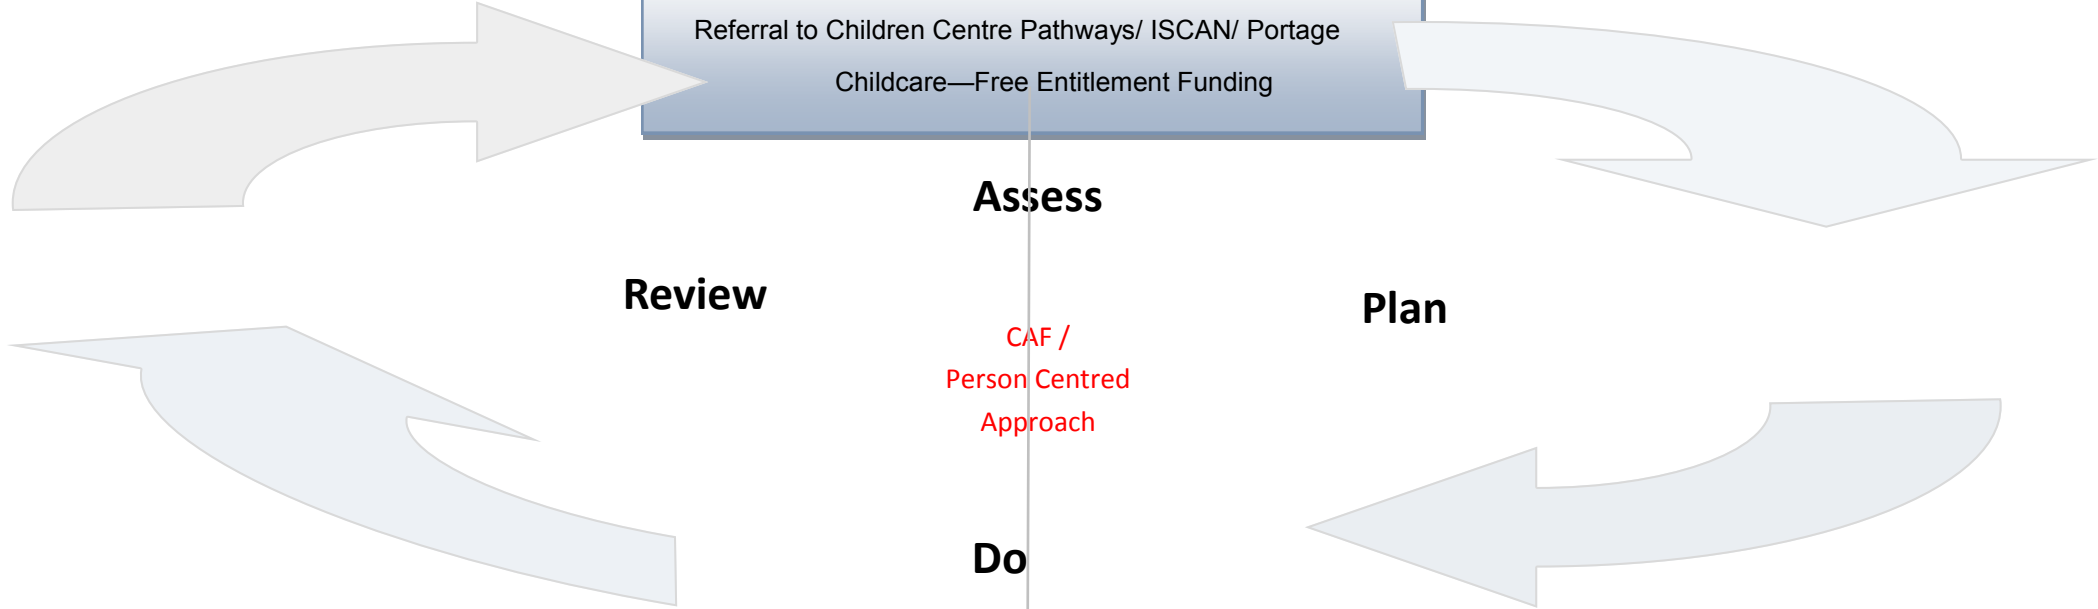 Referral to Children Centre Pathways/ ISCAN/ Portage
Childcare—Free Entitlement Funding
Assess
Review
Plan
CAF /
Person Centred
Approach
Do